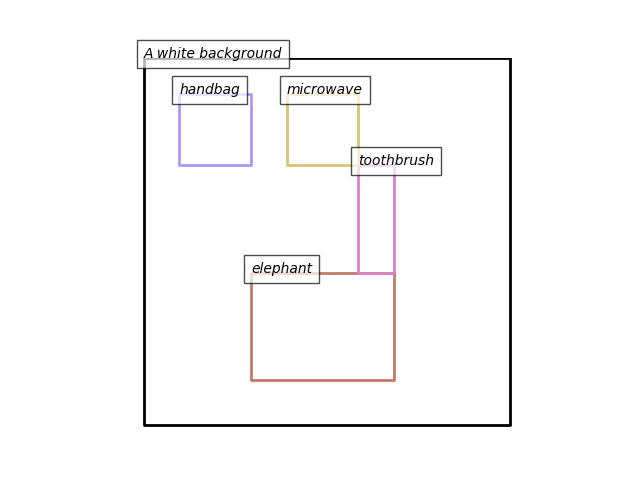 A white background
handbag
microwave
toothbrush
elephant